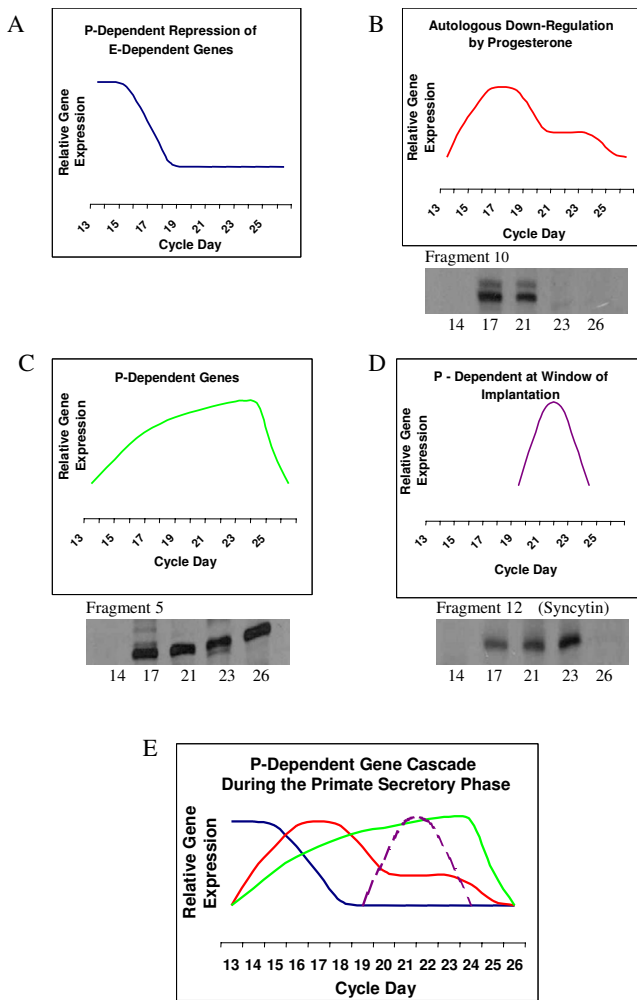 A
P-Dependent Repression of
E-Dependent Genes
Relative Gene
Expression
13 15 17 19 21 23 25
Cycle Day
B
Autologous Down-Regulation
by Progesterone
Relative Gene
Expression
13 15 17 19 21 23 25
Cycle Day
Fragment 10
14 17 21 23 26
C
P-Dependent Genes
Relative Gene
Expression
13 15 17 19 21 23 25
Cycle Day
Fragment 5
14 17 21 23 26
D
P - Dependent at Window of
Implantation
Relative Gene
Expression
13 15 17 19 21 23 25
Cycle Day
Fragment 12 (Syncytin)
14 17 21 23 26
E
P-Dependent Gene Cascade
During the Primate Secretory Phase
Relative Gene
Expression
13 14 15 16 17 18 19 20 21 22 23 24 25 26
Cycle Day